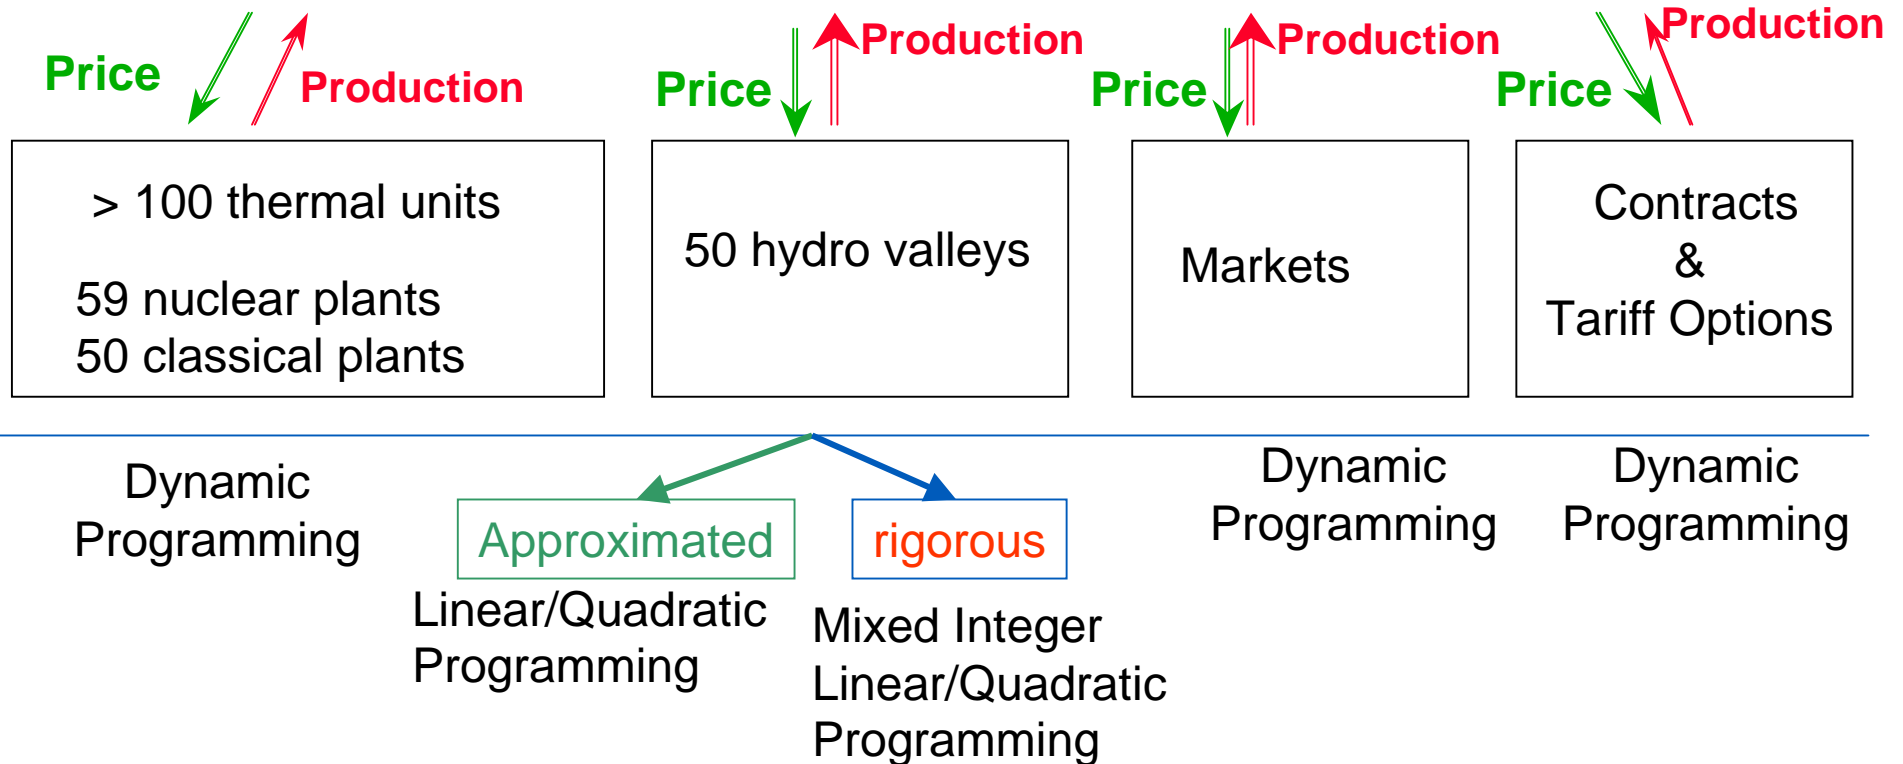 Price
Production
Price
Production
Price
Production
Price
Production
> 100 thermal units
59 nuclear plants
50 classical plants
50 hydro valleys
Markets
Contracts
&
Tariff Options
Dynamic
Programming
Approximated
Linear/Quadratic
Programming
rigorous
Mixed Integer
Linear/Quadratic
Programming
Dynamic
Programming
Dynamic
Programming